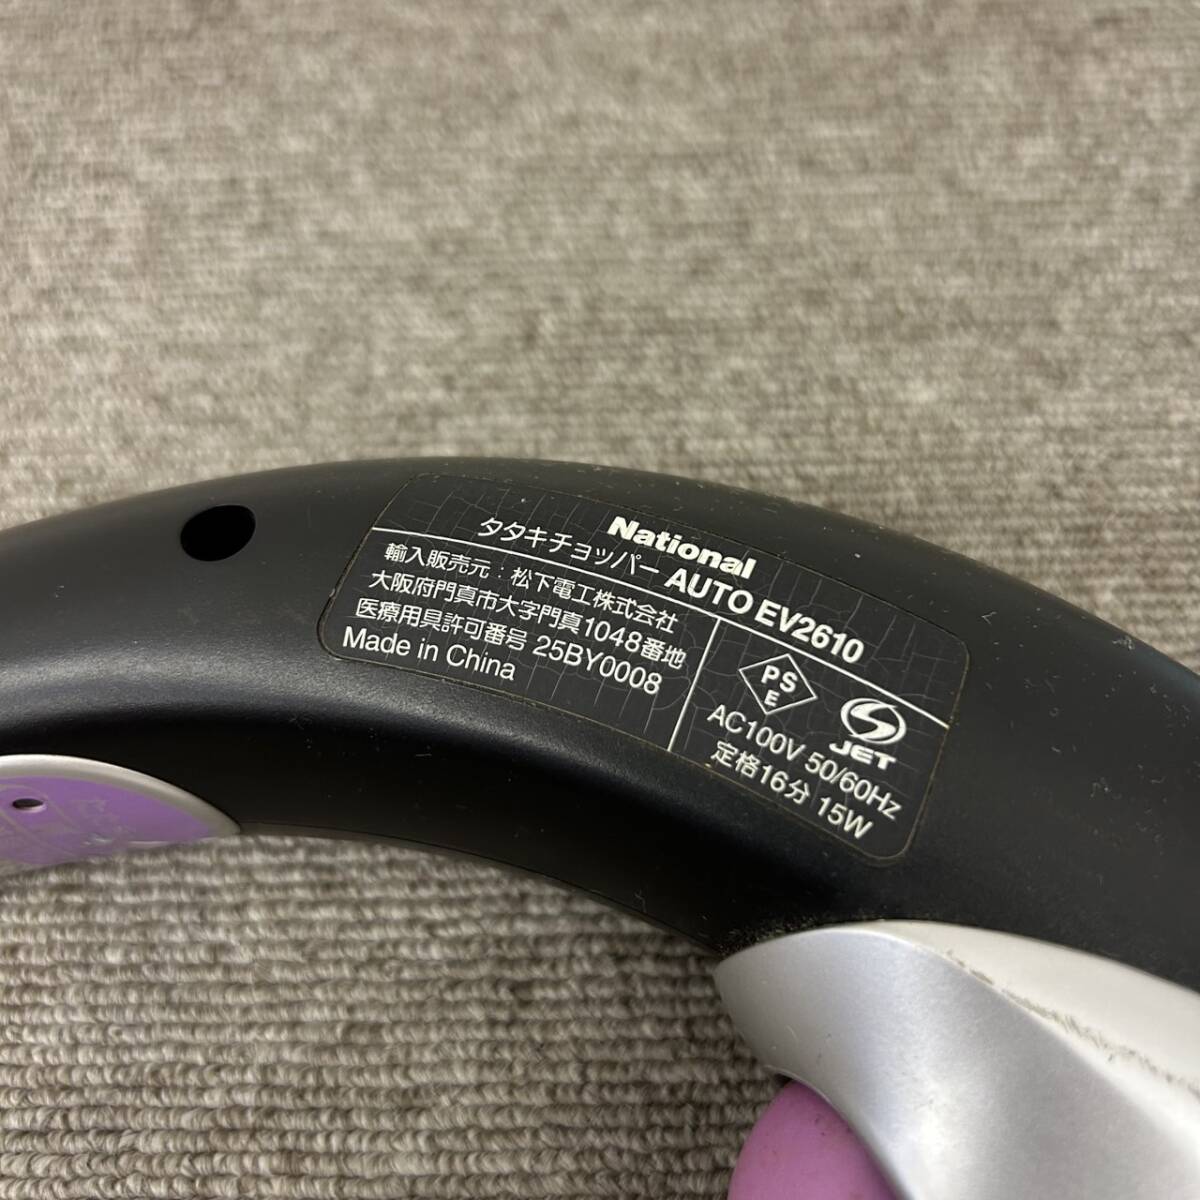 National
タタキチョッパー AUTO EV2610
輸入販売元：松下電工株式会社
大阪府門真市大字門真1048番地
医療用具許可番号 25BY0008
Made in China
PS
E
JET
AC100V 50/60Hz
定格16分 15W